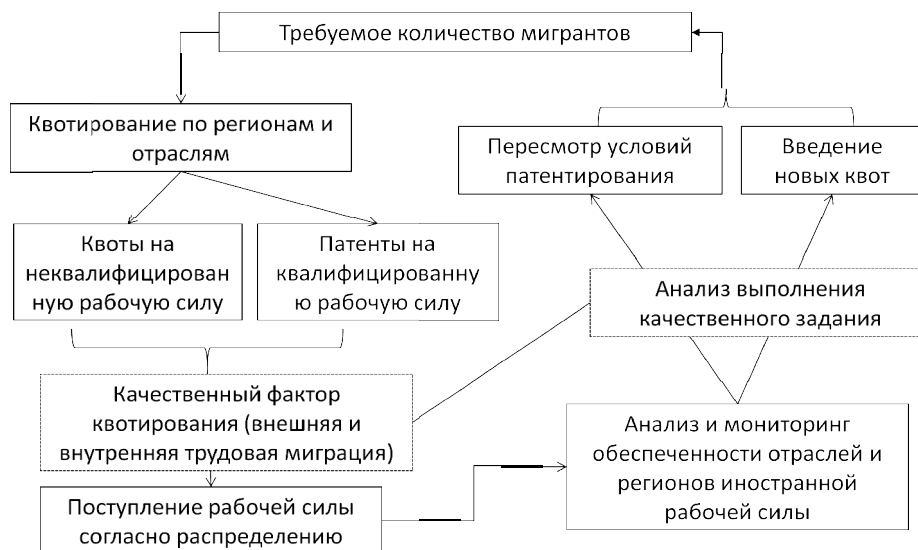 Требуемое количество мигрантов
Квотирование по регионам и
отраслям
Пересмотр условий
патентирования
Введение
новых квот
Квоты на
неквалифицирован
ную рабочую силу
Патенты на
квалифицированну
ю рабочую силу
Анализ выполнения
качественного задания
Качественный фактор
квотирования (внешняя и
внутренняя трудовая миграция)
Анализ и мониторинг
обеспеченности отраслей и
регионов иностранной
рабочей силы
Поступление рабочей силы
согласно распределению